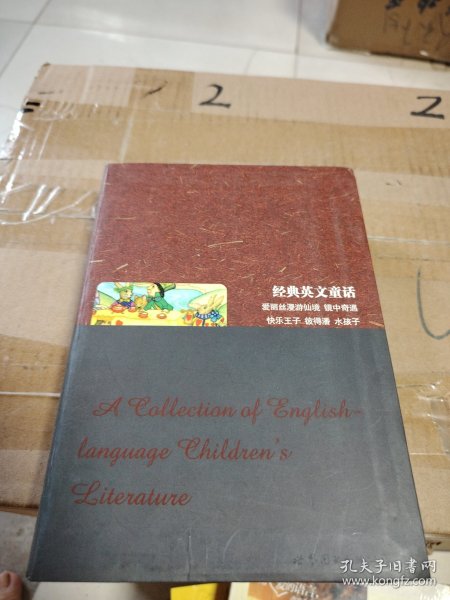 2
2
经典英文童话
爱丽丝漫游仙境 镜中奇遇
快乐王子 彼得潘 水孩子
A Collection of English-
language Children's
Literature
孔夫子旧书网
www.kongfz.com